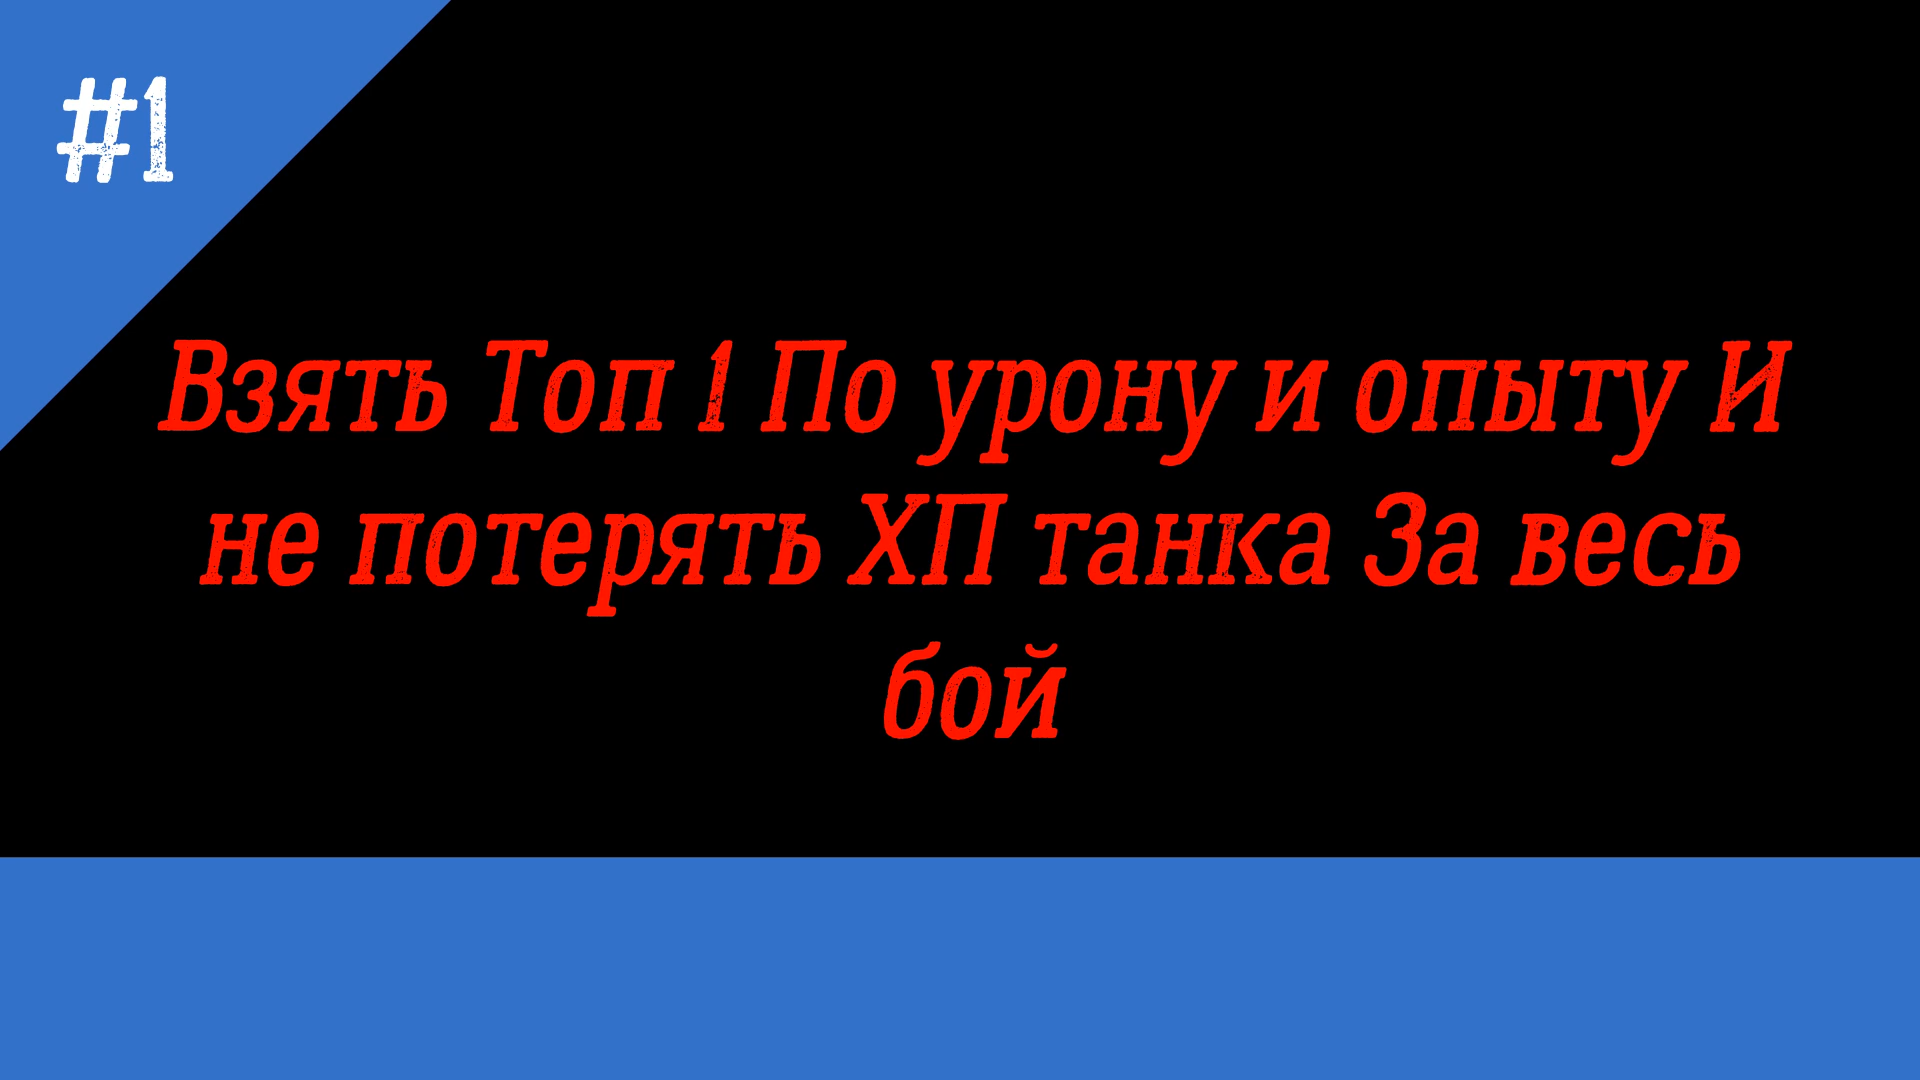 #1
Взять Топ 1 По урону и опыту И
не потерять ХП танка За весь
бой